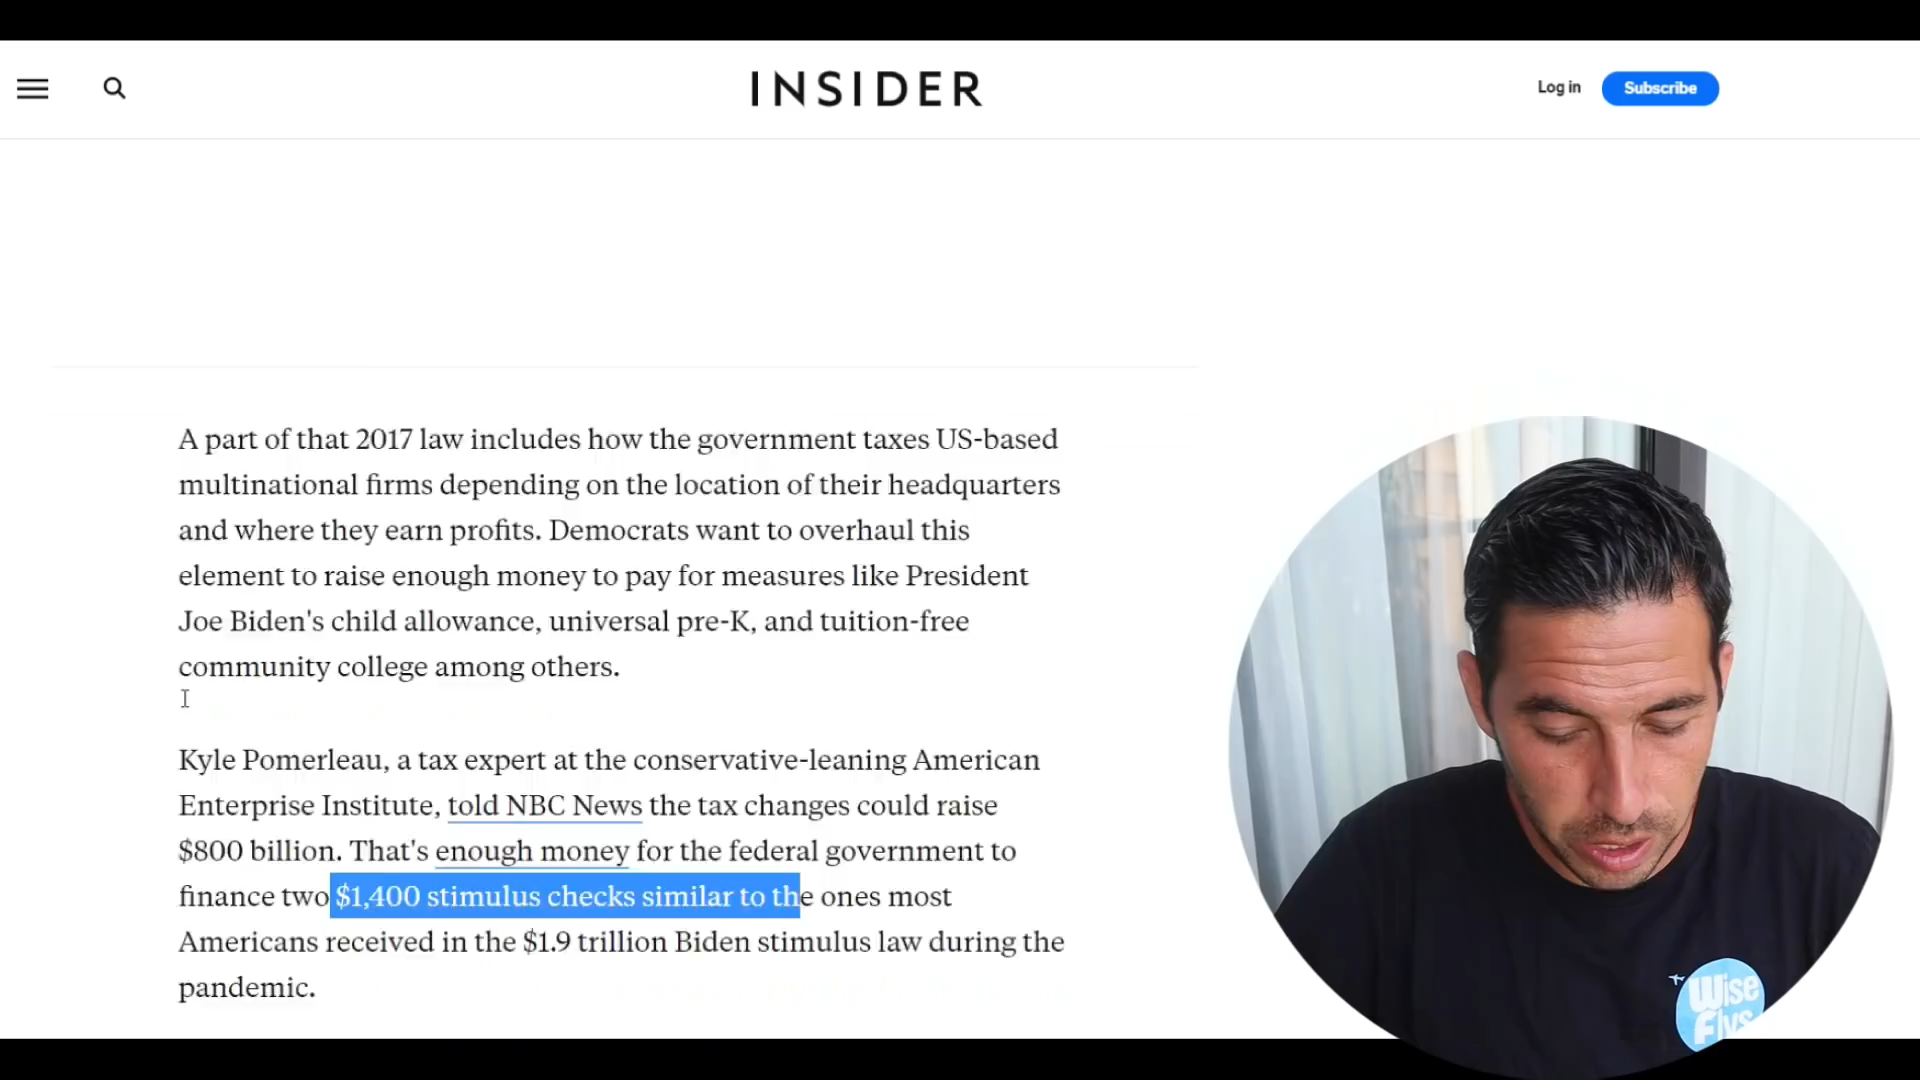 INSIDER
Log in
Subscribe
A part of that 2017 law includes how the government taxes US-based
multinational firms depending on the location of their headquarters
and where they earn profits. Democrats want to overhaul this
element to raise enough money to pay for measures like President
Joe Biden's child allowance, universal pre-K, and tuition-free
community college among others.
Kyle Pomerleau, a tax expert at the conservative-leaning American
Enterprise Institute, told NBC News the tax changes could raise
$800 billion. That's enough money for the federal government to
finance two $1,400 stimulus checks similar to the ones most
Americans received in the $1.9 trillion Biden stimulus law during the
pandemic.
Wise
Flys